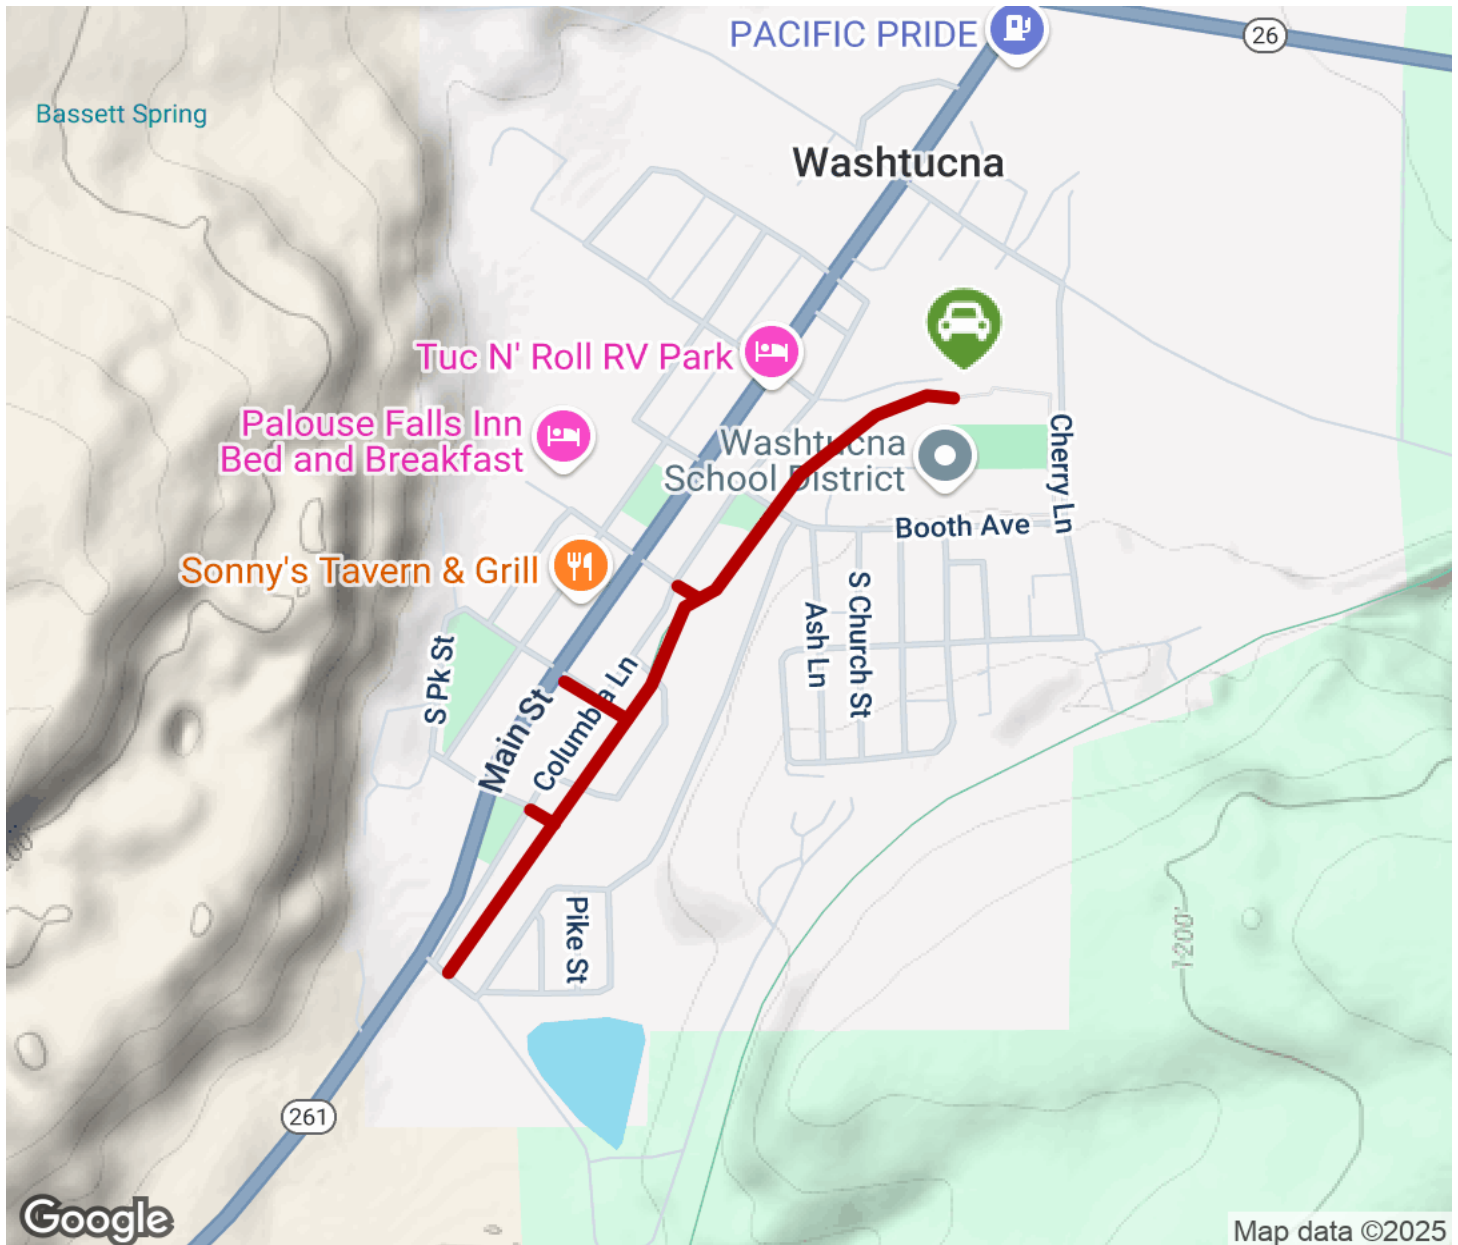 PACIFIC PRIDE
26
Bassett Spring
Washtucna
Tuc N' Roll RV Park
Palouse Falls Inn
Bed and Breakfast
Washtucna
School District
Cherry Ln
Booth Ave
Sonny's Tavern & Grill
S Church St
Ash Ln
S Pk St
Columbia Ln
Main St
Pike St
261
Google
Map data ©2025